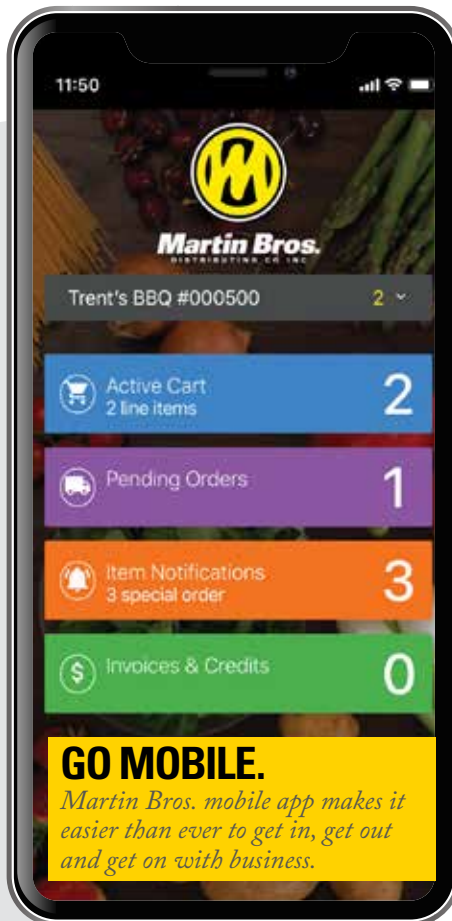 11:50
Martin Bros.
DISTRIBUTING CO INC
Trent's BBQ #000500 2
Active Cart 2
2 line items
Pending Orders 1
Item Notifications 3
3 special order
Invoices & Credits 0
GO MOBILE.
Martin Bros. mobile app makes it
easier than ever to get in, get out
and get on with business.